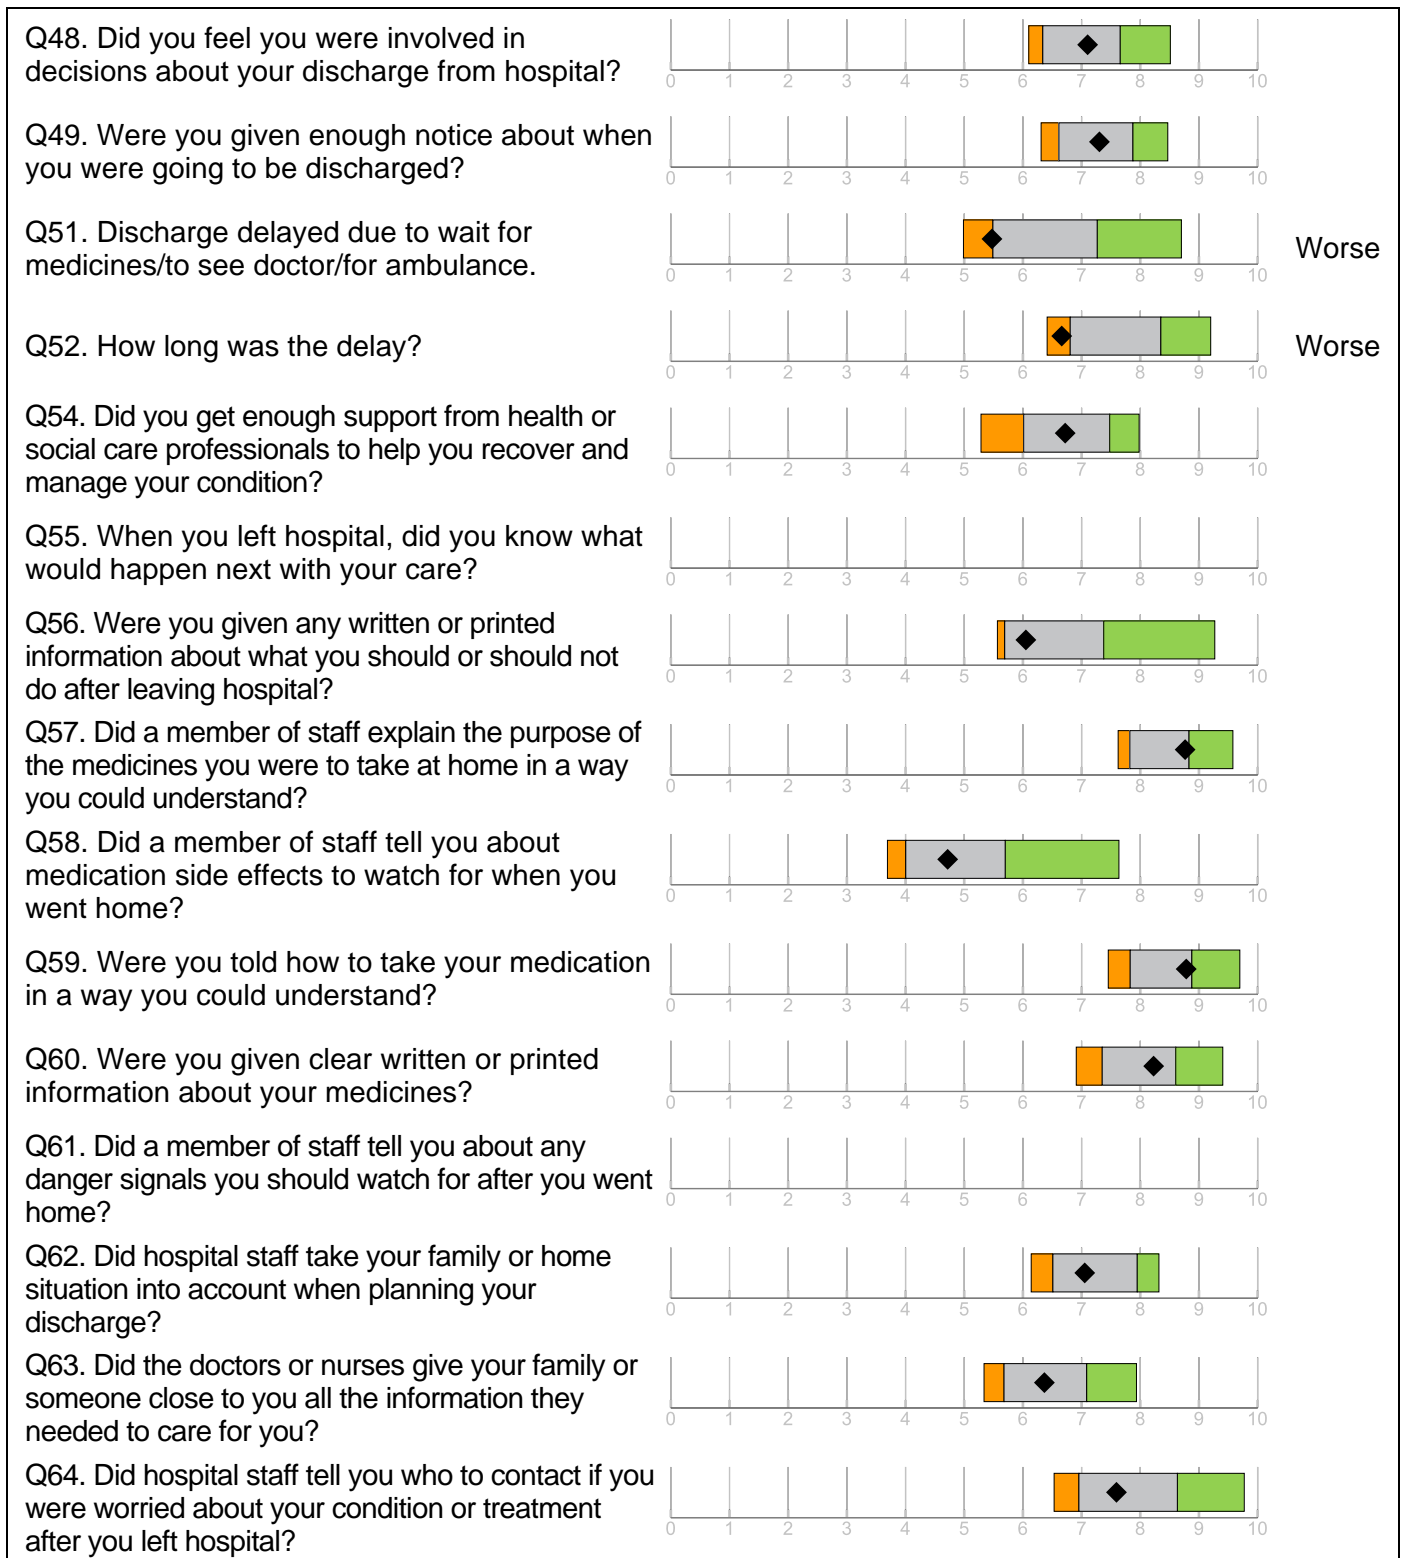 Q48. Did you feel you were involved in
decisions about your discharge from hospital?
0 1 2 3 4 5 6 7 8 9 10
Q49. Were you given enough notice about when
you were going to be discharged?
0 1 2 3 4 5 6 7 8 9 10
Q51. Discharge delayed due to wait for
medicines/to see doctor/for ambulance.
Worse
0 1 2 3 4 5 6 7 8 9 10
Q52. How long was the delay?
Worse
0 1 2 3 4 5 6 7 8 9 10
Q54. Did you get enough support from health or
social care professionals to help you recover and
manage your condition?
0 1 2 3 4 5 6 7 8 9 10
Q55. When you left hospital, did you know what
would happen next with your care?
0 1 2 3 4 5 6 7 8 9 10
Q56. Were you given any written or printed
information about what you should or should not
do after leaving hospital?
0 1 2 3 4 5 6 7 8 9 10
Q57. Did a member of staff explain the purpose of
the medicines you were to take at home in a way
you could understand?
0 1 2 3 4 5 6 7 8 9 10
Q58. Did a member of staff tell you about
medication side effects to watch for when you
went home?
0 1 2 3 4 5 6 7 8 9 10
Q59. Were you told how to take your medication
in a way you could understand?
0 1 2 3 4 5 6 7 8 9 10
Q60. Were you given clear written or printed
information about your medicines?
0 1 2 3 4 5 6 7 8 9 10
Q61. Did a member of staff tell you about any
danger signals you should watch for after you went
home?
0 1 2 3 4 5 6 7 8 9 10
Q62. Did hospital staff take your family or home
situation into account when planning your
discharge?
0 1 2 3 4 5 6 7 8 9 10
Q63. Did the doctors or nurses give your family or
someone close to you all the information they
needed to care for you?
0 1 2 3 4 5 6 7 8 9 10
Q64. Did hospital staff tell you who to contact if you
were worried about your condition or treatment
after you left hospital?
0 1 2 3 4 5 6 7 8 9 10